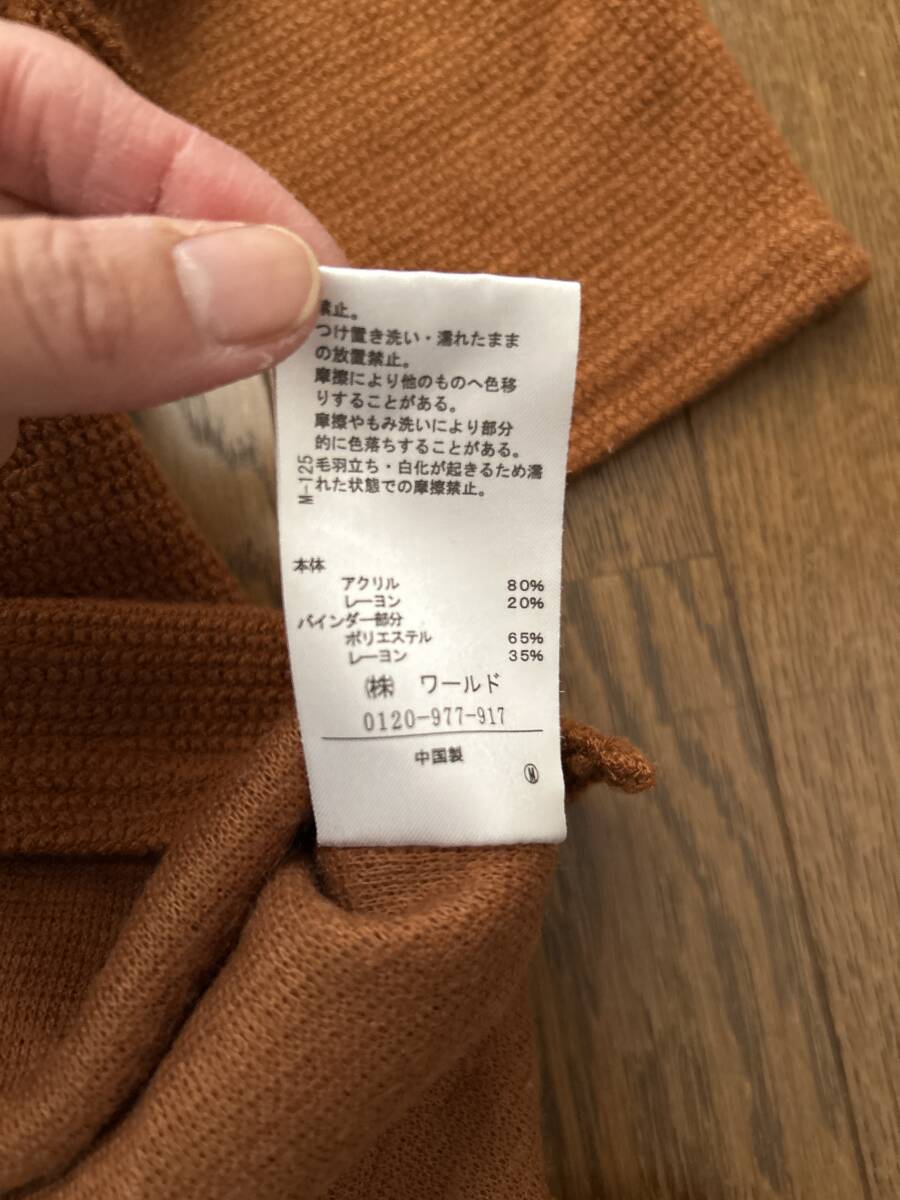 禁止。
つけ置き洗い・濡れたまま
の放置禁止。
摩擦により他のものへ色移
りすることがある。
摩擦やもみ洗いにより部分
的に色落ちすることがある。
毛羽立ち・白化が起きるため濡
れた状態での摩擦禁止。
M-125
本体
アクリル 80%
レーヨン 20%
バインダー部分
ポリエステル 65%
レーヨン 35%
㈱ ワールド
0120-977-917
中国製
Ⓜ